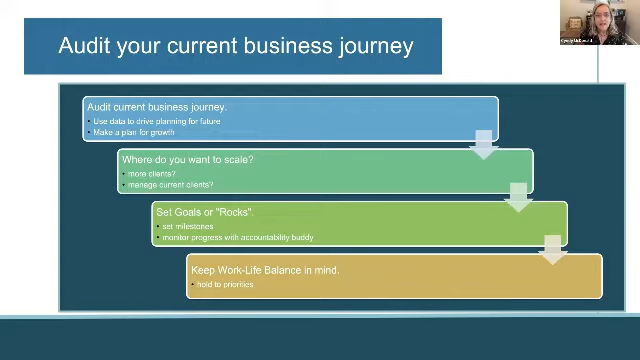 Audit your current business journey
Cyndy McDonald
Audit current business journey.
• Use data to drive planning for future
• Make a plan for growth
Where do you want to scale?
• more clients?
• manage current clients?
Set Goals or "Rocks".
• set milestones
• monitor progress with accountability buddy
Keep Work-Life Balance in mind.
• hold to priorities